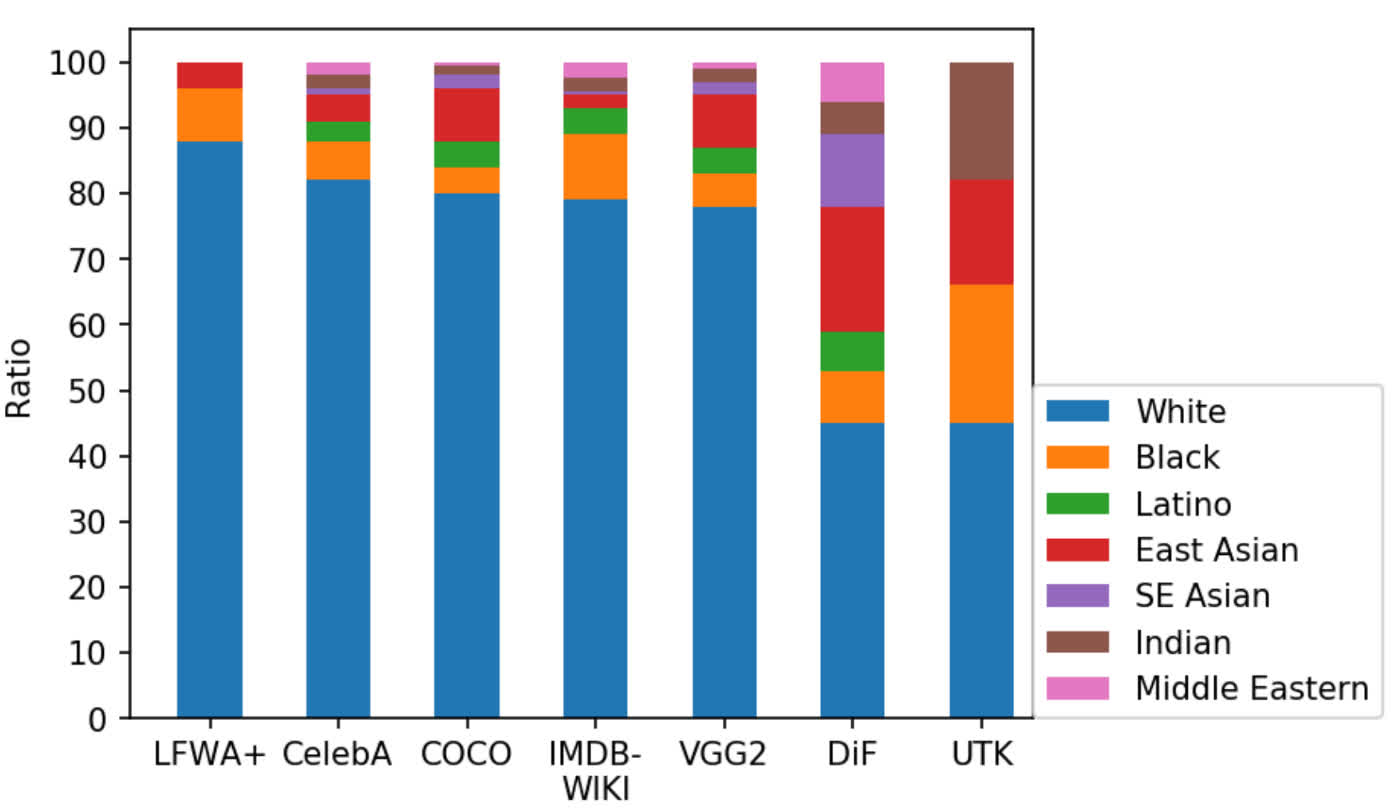 100
90
80
70
60
50
40
30
20
10
0
Ratio
LFWA+ CelebA COCO IMDB- VGG2 DiF UTK
WIKI
White
Black
Latino
East Asian
SE Asian
Indian
Middle Eastern